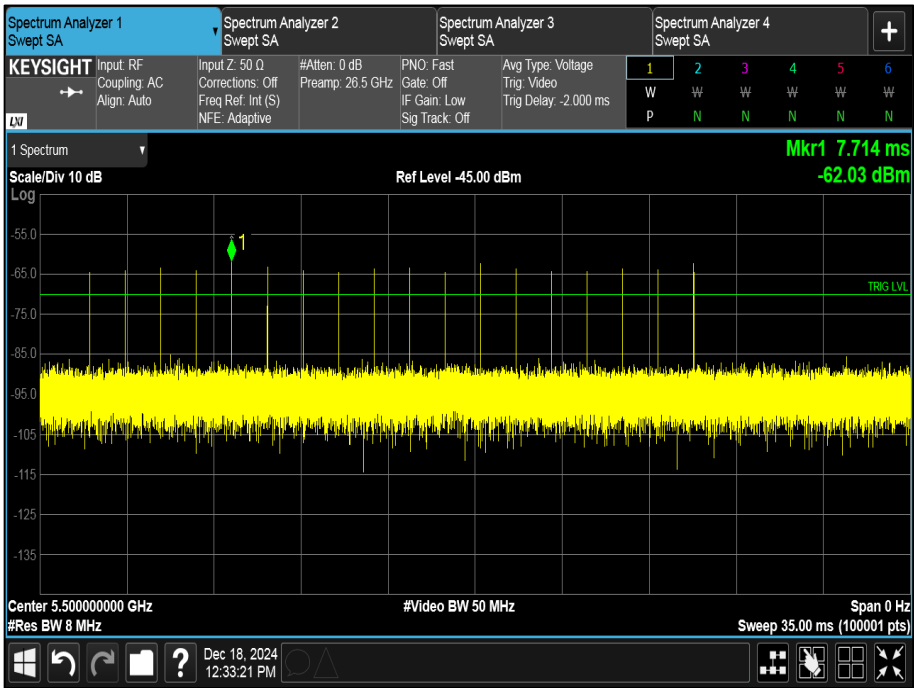 Spectrum Analyzer 1
Swept SA
Spectrum Analyzer 2
Swept SA
Spectrum Analyzer 3
Swept SA
Spectrum Analyzer 4
Swept SA
+
KEYSIGHT
LXI
Input: RF
Coupling: AC
Align: Auto
Input Z: 50 Ω
Corrections: Off
Freq Ref: Int (S)
NFE: Adaptive
#Atten: 0 dB
Preamp: 26.5 GHz
PNO: Fast
Gate: Off
IF Gain: Low
Sig Track: Off
Avg Type: Voltage
Trig: Video
Trig Delay: -2.000 ms
1 2 3 4 5 6
W W W W W W
P N N N N N
1 Spectrum
Mkr1 7.714 ms
Scale/Div 10 dB
Ref Level -45.00 dBm
-62.03 dBm
Log
1
-55.0
-65.0
TRIG LVL
-75.0
-85.0
-95.0
-105
-115
-125
-135
Center 5.500000000 GHz
#Video BW 50 MHz
Span 0 Hz
#Res BW 8 MHz
Sweep 35.00 ms (100001 pts)
?
Dec 18, 2024
12:33:21 PM